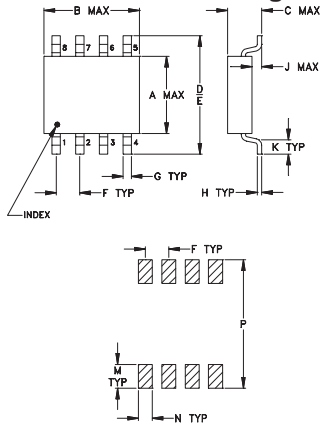 B MAX
C MAX
8 7 6 5
J MAX
A MAX
D
E
1 2 3 4
K TYP
G TYP
F TYP
H TYP
INDEX
F TYP
P
M
TYP
N TYP